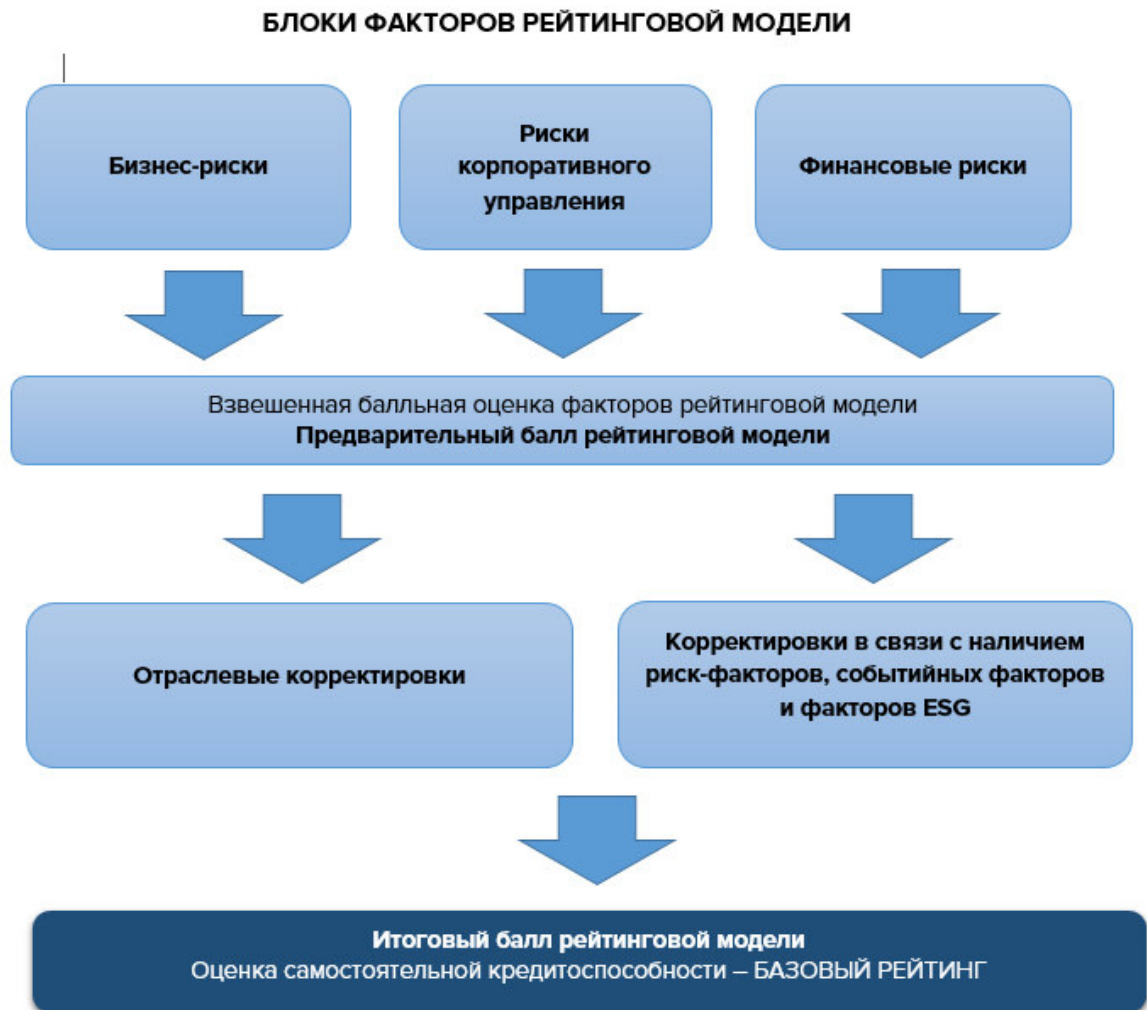 БЛОКИ ФАКТОРОВ РЕЙТИНГОВОЙ МОДЕЛИ
Бизнес-риски
Риски
корпоративного
управления
Финансовые риски
Взвешенная балльная оценка факторов рейтинговой модели
Предварительный балл рейтинговой модели
Отраслевые корректировки
Корректировки в связи с наличием
риск-факторов, событийных факторов
и факторов ESG
Итоговый балл рейтинговой модели
Оценка самостоятельной кредитоспособности – БАЗОВЫЙ РЕЙТИНГ